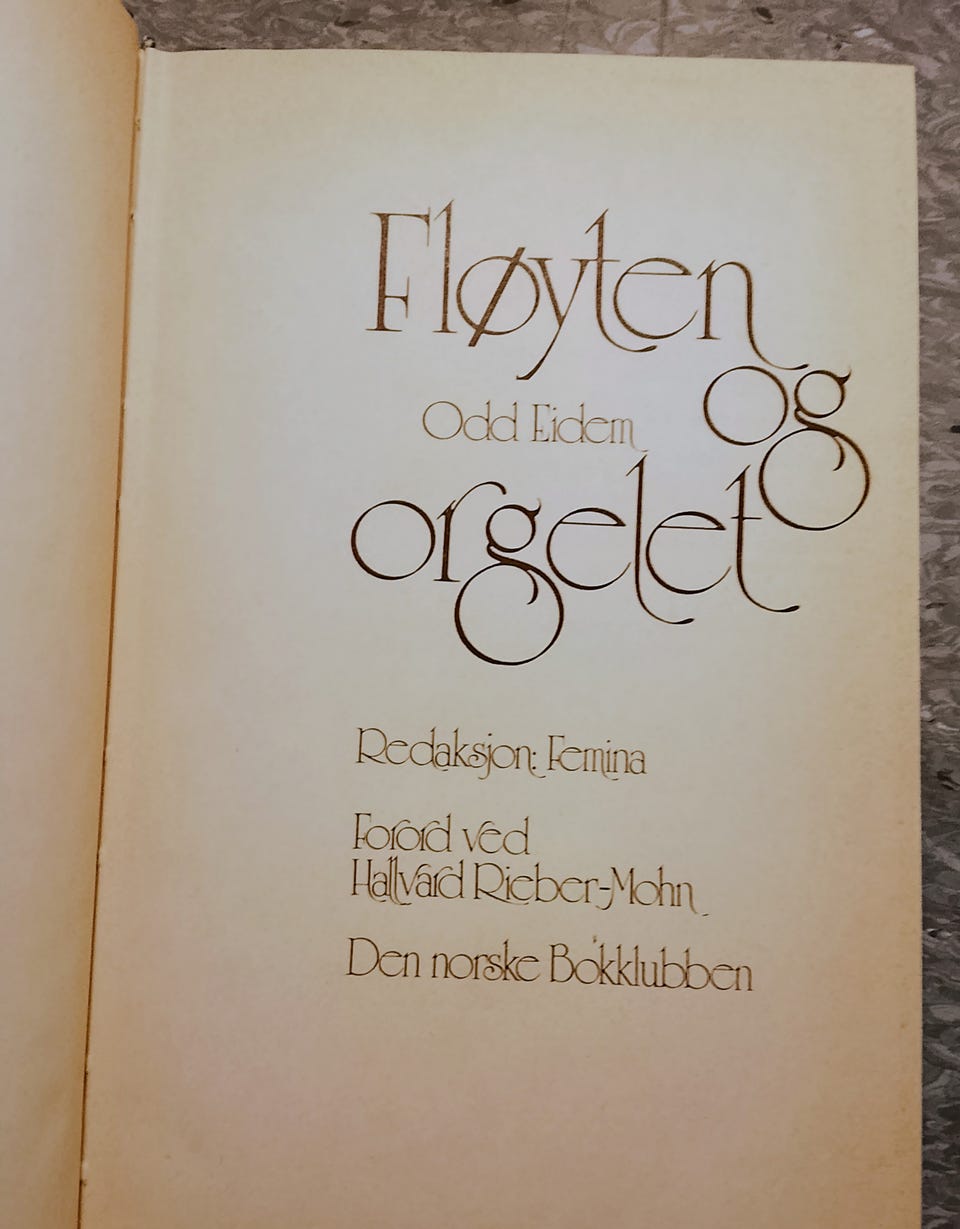 Fløyten
og
Odd Eidem
orgelet
Redaksjon: Femina
Forord ved
Hallvard Rieber-Mohn
Den norske Bokklubben